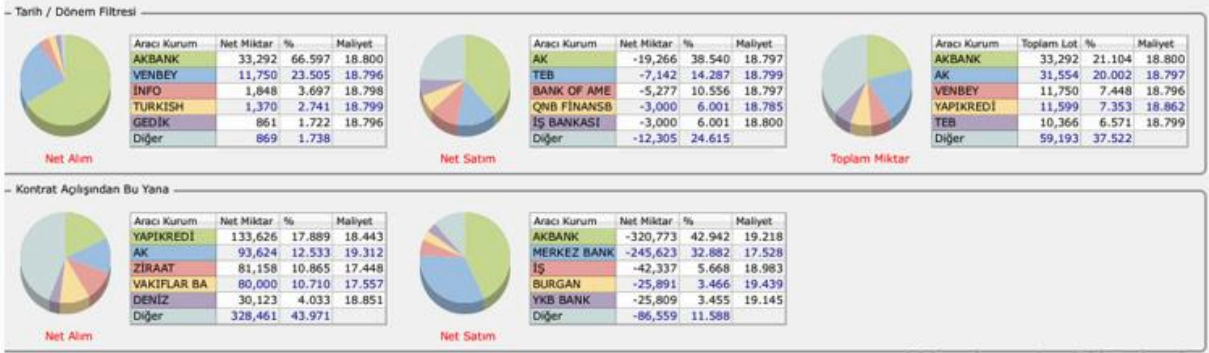 Tarih / Dönem Filtresi
Aracı Kurum Net Miktar % Maliyet
AKBANK 33,292 66.597 18.800
VENBEY 11,750 23.505 18.796
İNFO 1,848 3.697 18.798
TURKISH 1,370 2.741 18.799
GEDİK 861 1.722 18.796
Diğer 869 1.738
Net Alım
Aracı Kurum Net Miktar % Maliyet
AK -19,266 38.540 18.797
TEB -7,142 14.287 18.799
BANK OF AME -5,277 10.556 18.797
QNB FİNANSB -3,000 6.001 18.785
İŞ BANKASI -3,000 6.001 18.800
Diğer -12,305 24.615
Net Satım
Aracı Kurum Toplam Lot % Maliyet
AKBANK 33,292 21.104 18.800
AK 31,554 20.002 18.797
VENBEY 11,750 7.448 18.796
YAPIKREDİ 11,599 7.353 18.862
TEB 10,366 6.571 18.799
Diğer 59,193 37.522
Toplam Miktar
Kontrat Açılışından Bu Yana
Aracı Kurum Net Miktar % Maliyet
YAPIKREDİ 133,626 17.889 18.443
AK 93,624 12.533 19.312
ZİRAAT 81,158 10.865 17.448
VAKIFLAR BA 80,000 10.710 17.557
DENİZ 30,123 4.033 18.851
Diğer 328,461 43.971
Net Alım
Aracı Kurum Net Miktar % Maliyet
AKBANK -320,773 42.942 19.218
MERKEZ BANK -245,623 32.882 17.528
İŞ -42,337 5.668 18.983
BURGAN -25,891 3.466 19.439
YKB BANK -25,809 3.455 19.145
Diğer -86,559 11.588
Net Satım